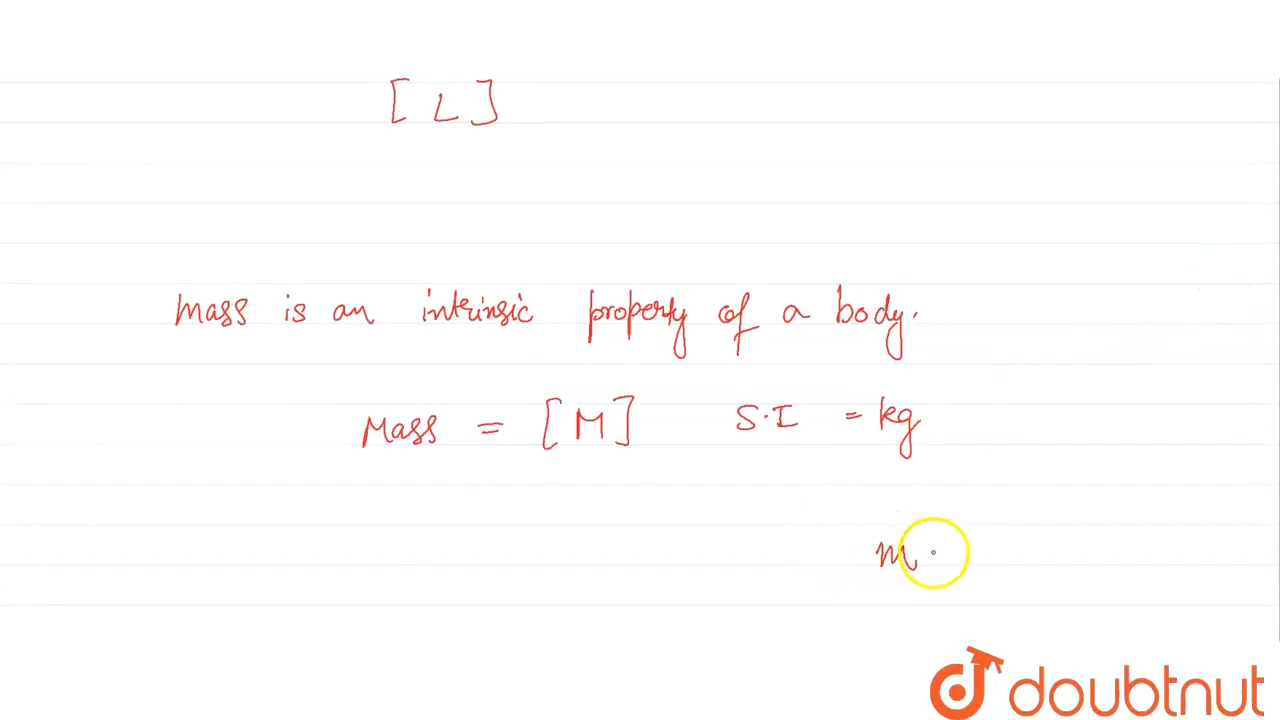 [ L ]
Mass is an intrinsic property of a body.
Mass = [M] S.I = kg
m
doubtnut